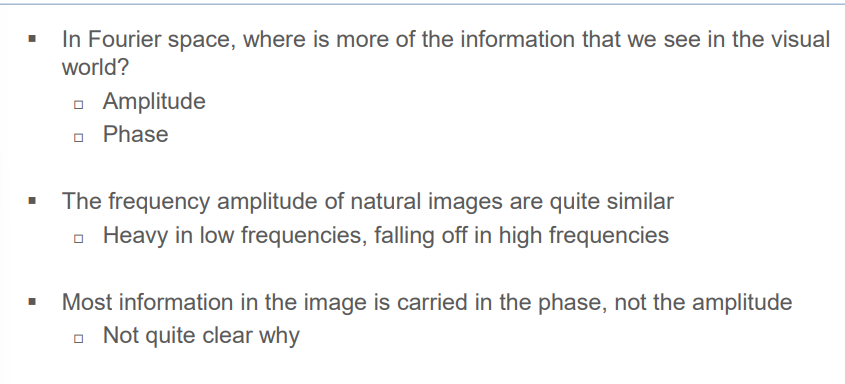 ▪ In Fourier space, where is more of the information that we see in the visual
world?
▫ Amplitude
▫ Phase
▪ The frequency amplitude of natural images are quite similar
▫ Heavy in low frequencies, falling off in high frequencies
▪ Most information in the image is carried in the phase, not the amplitude
▫ Not quite clear why